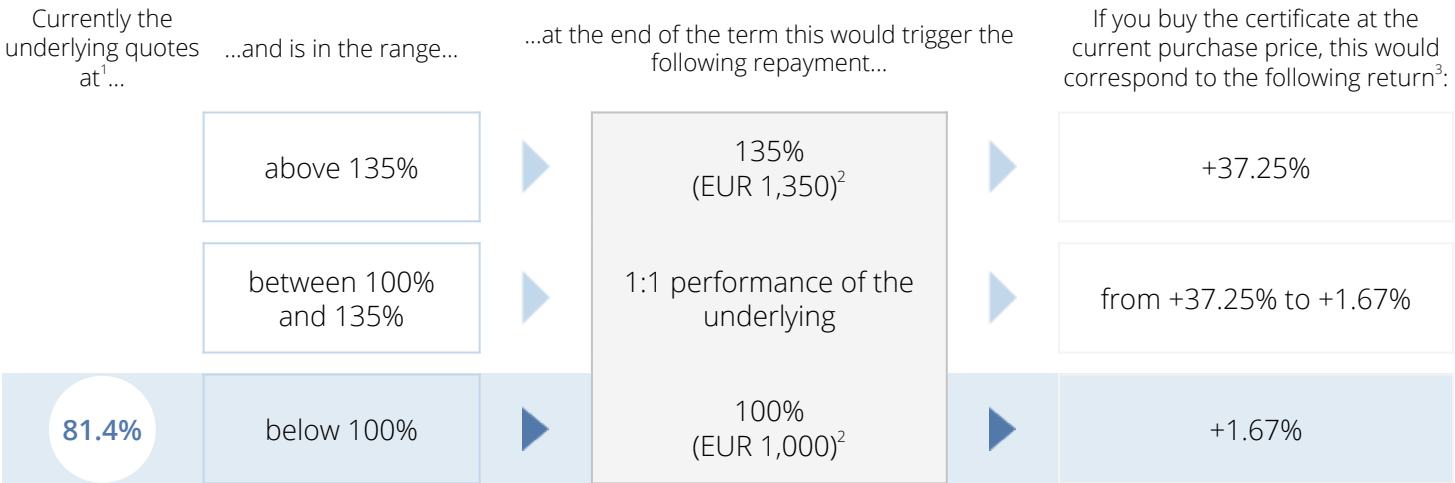 Currently the
underlying quotes
at¹...
...and is in the range...
...at the end of the term this would trigger the
following repayment...
If you buy the certificate at the
current purchase price, this would
correspond to the following return³:
above 135%
135%
(EUR 1,350)²
+37.25%
between 100%
and 135%
1:1 performance of the
underlying
from +37.25% to +1.67%
81.4%
below 100%
100%
(EUR 1,000)²
+1.67%